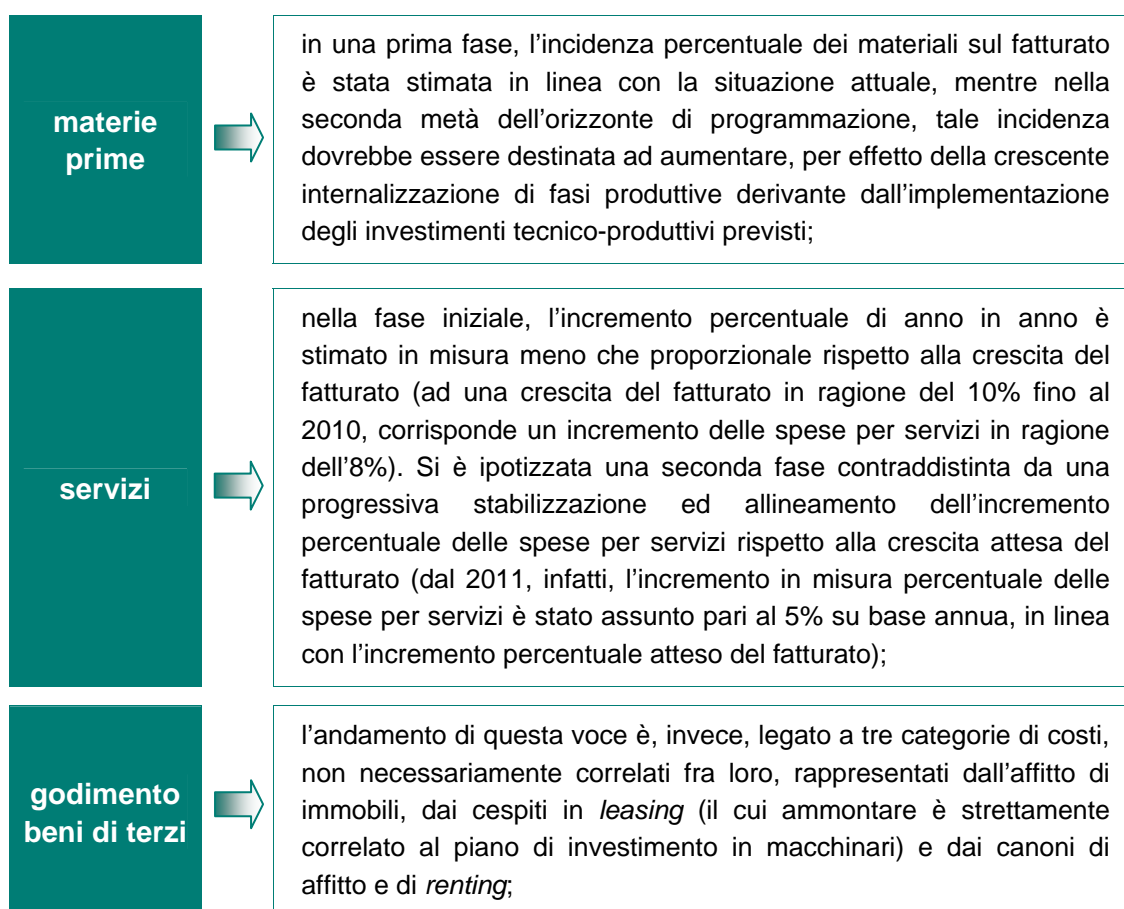 materie
prime
in una prima fase, l’incidenza percentuale dei materiali sul fatturato
è stata stimata in linea con la situazione attuale, mentre nella
seconda metà dell’orizzonte di programmazione, tale incidenza
dovrebbe essere destinata ad aumentare, per effetto della crescente
internalizzazione di fasi produttive derivante dall’implementazione
degli investimenti tecnico-produttivi previsti;
servizi
nella fase iniziale, l’incremento percentuale di anno in anno è
stimato in misura meno che proporzionale rispetto alla crescita del
fatturato (ad una crescita del fatturato in ragione del 10% fino al
2010, corrisponde un incremento delle spese per servizi in ragione
dell’8%). Si è ipotizzata una seconda fase contraddistinta da una
progressiva stabilizzazione ed allineamento dell’incremento
percentuale delle spese per servizi rispetto alla crescita attesa del
fatturato (dal 2011, infatti, l’incremento in misura percentuale delle
spese per servizi è stato assunto pari al 5% su base annua, in linea
con l’incremento percentuale atteso del fatturato);
godimento
beni di terzi
l’andamento di questa voce è, invece, legato a tre categorie di costi,
non necessariamente correlati fra loro, rappresentati dall’affitto di
immobili, dai cespiti in leasing (il cui ammontare è strettamente
correlato al piano di investimento in macchinari) e dai canoni di
affitto e di renting;